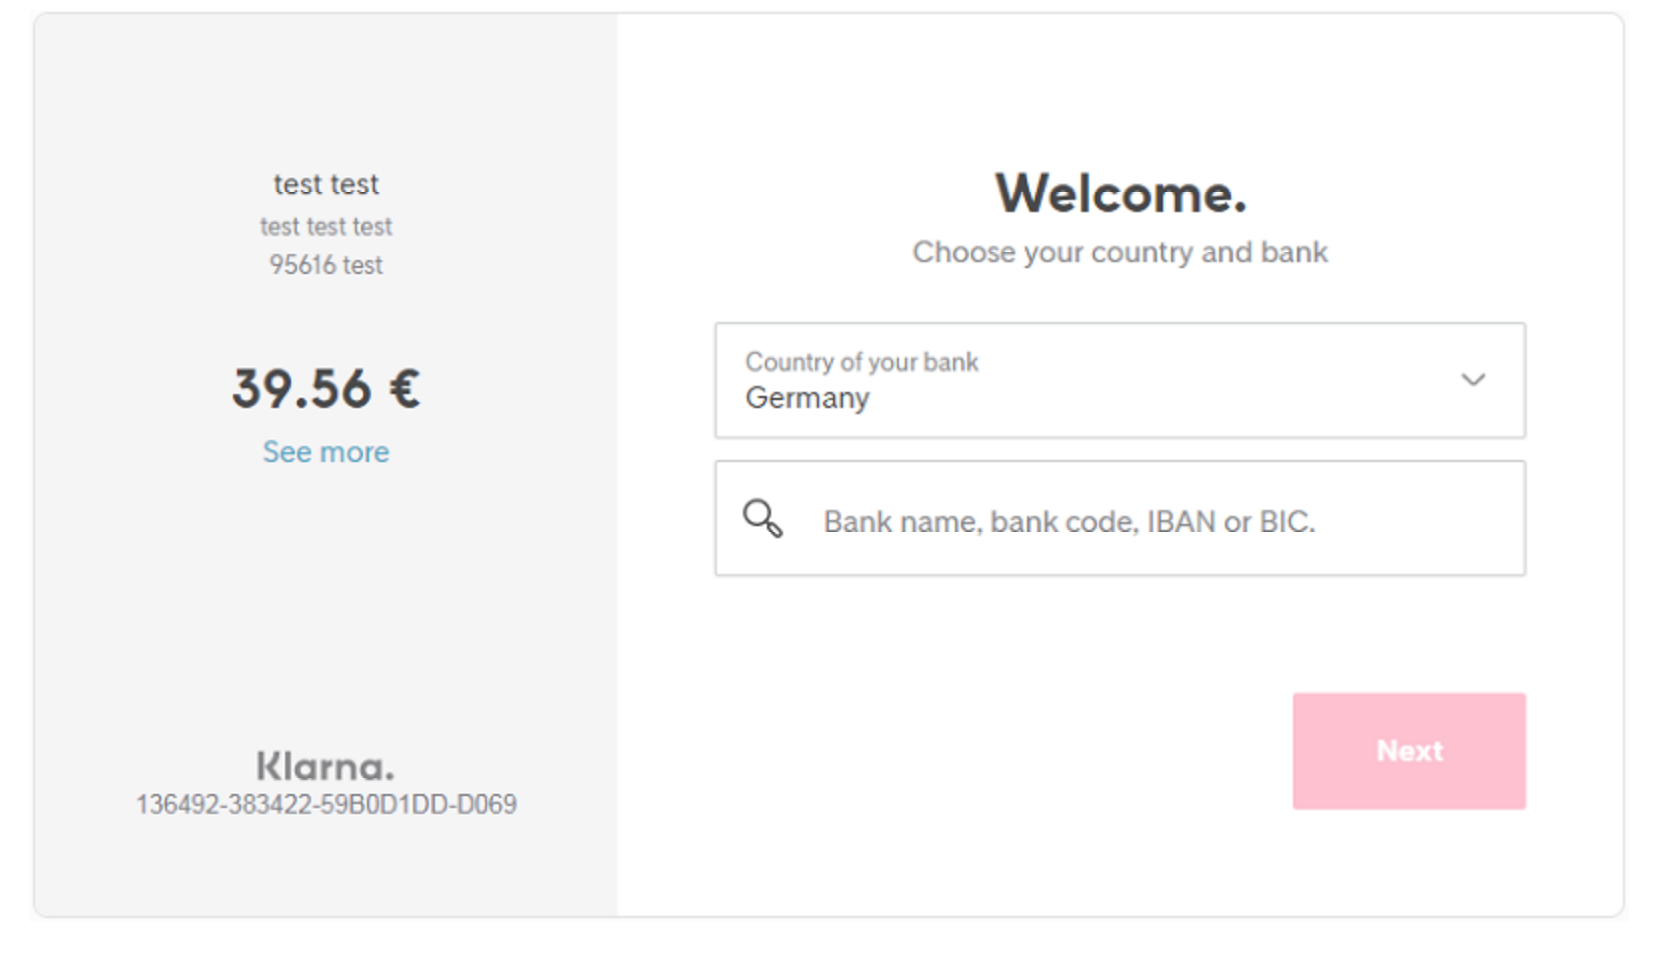 test test
test test test
95616 test
39.56 €
See more
Klarna.
136492-383422-59B0D1DD-D069
Welcome.
Choose your country and bank
Country of your bank
Germany
Bank name, bank code, IBAN or BIC.
Next